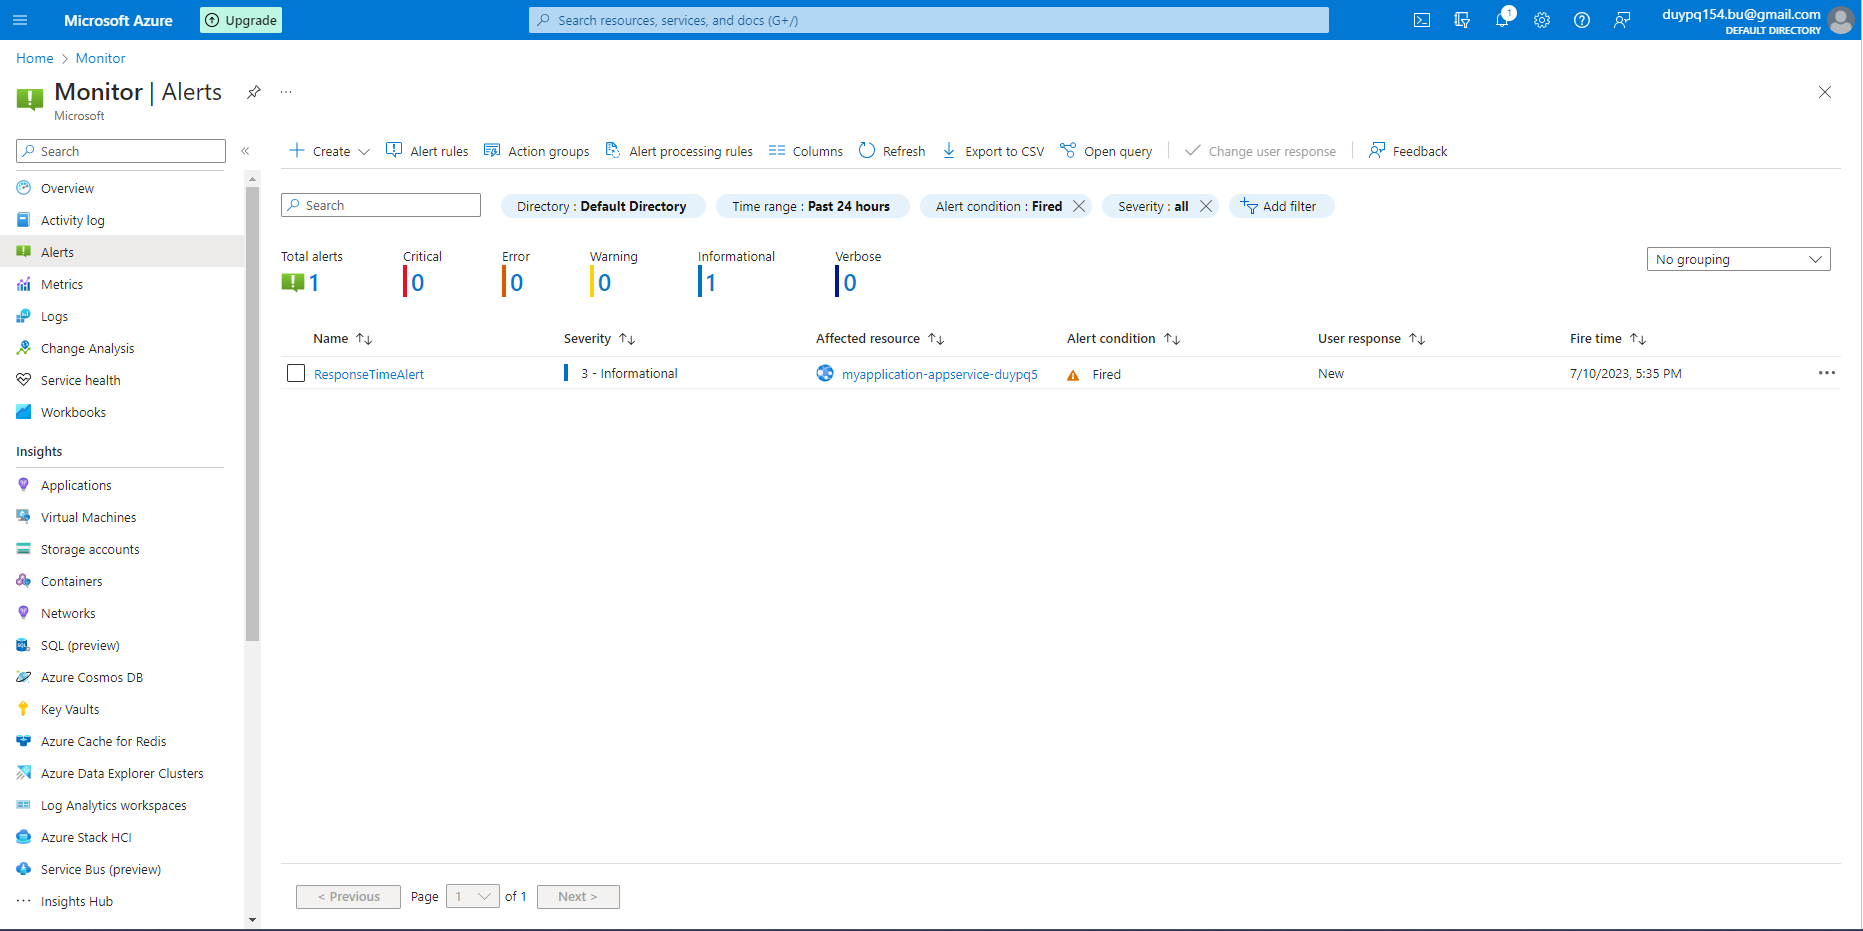 Microsoft Azure
Upgrade
Search resources, services, and docs (G+/)
1
duypq154.bu@gmail.com
DEFAULT DIRECTORY
Home > Monitor
Monitor | Alerts
...
Microsoft
Search
«
Create
Alert rules
Action groups
Alert processing rules
Columns
Refresh
Export to CSV
Open query
Change user response
Feedback
Overview
Activity log
Alerts
Metrics
Logs
Change Analysis
Service health
Workbooks
Insights
Applications
Virtual Machines
Storage accounts
Containers
Networks
SQL (preview)
Azure Cosmos DB
Key Vaults
Azure Cache for Redis
Azure Data Explorer Clusters
Log Analytics workspaces
Azure Stack HCI
Service Bus (preview)
Insights Hub
Search
Directory : Default Directory
Time range : Past 24 hours
Alert condition : Fired
Severity : all
Add filter
Total alerts
1
Critical
0
Error
0
Warning
0
Informational
1
Verbose
0
No grouping
Name ↑↓ Severity ↑↓ Affected resource ↑↓ Alert condition ↑↓ User response ↑↓ Fire time ↑↓
ResponseTimeAlert 3 - Informational myapplication-appservice-duypq5 Fired New 7/10/2023, 5:35 PM ...
< Previous Page 1 of 1 Next >